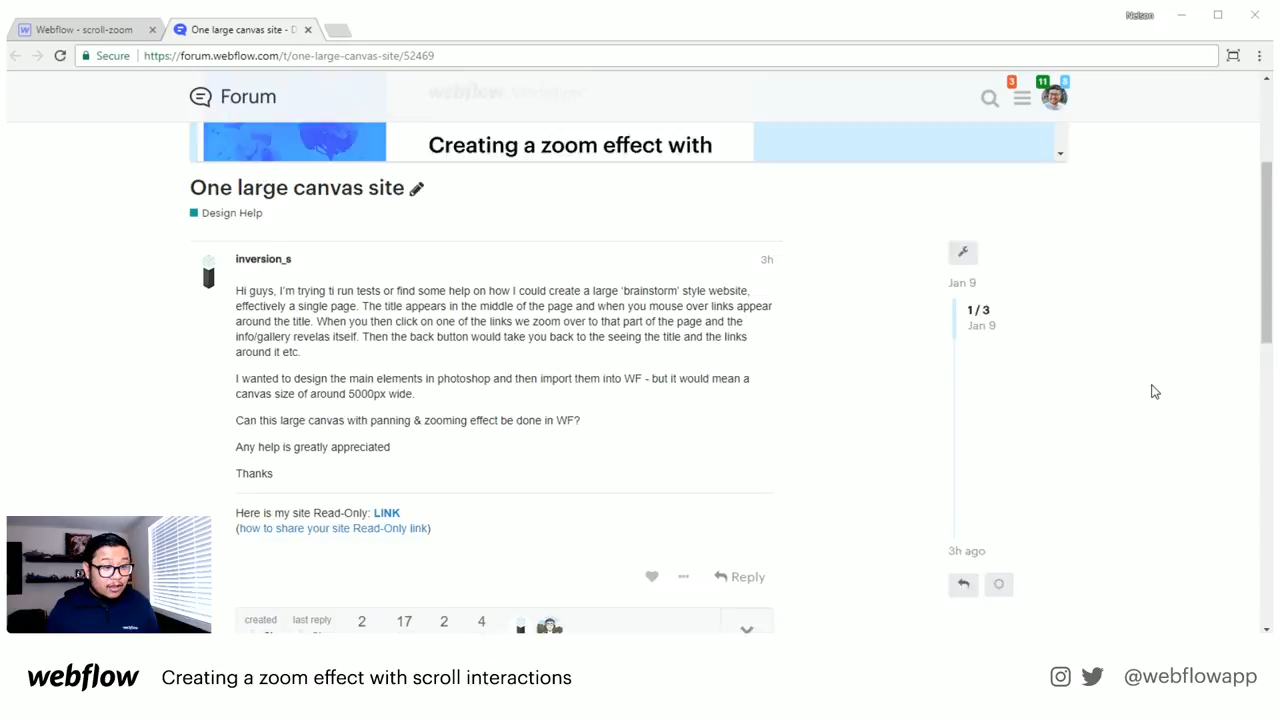 Nelson
Webflow - scroll-zoom
One large canvas site - D
Secure https://forum.webflow.com/t/one-large-canvas-site/52469
Forum
3
11
8
Creating a zoom effect with
One large canvas site
Design Help
inversion_s
3h
Hi guys, I'm trying ti run tests or find some help on how I could create a large 'brainstorm' style website,
effectively a single page. The title appears in the middle of the page and when you mouse over links appear
around the title. When you then click on one of the links we zoom over to that part of the page and the
info/gallery revelas itself. Then the back button would take you back to the seeing the title and the links
around it etc.
I wanted to design the main elements in photoshop and then import them into WF - but it would mean a
canvas size of around 5000px wide.
Can this large canvas with panning & zooming effect be done in WF?
Any help is greatly appreciated
Thanks
Here is my site Read-Only: LINK
(how to share your site Read-Only link)
Reply
Jan 9
1 / 3
Jan 9
3h ago
created last reply 2 17 2 4
webflow Creating a zoom effect with scroll interactions
@webflowapp